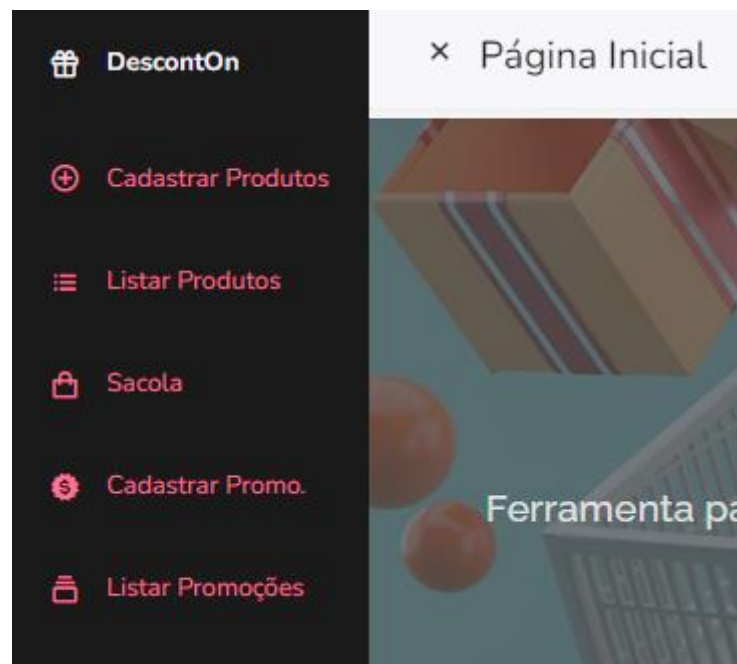 DescontOn
× Página Inicial
Cadastrar Produtos
Listar Produtos
Sacola
Cadastrar Promo.
Ferramenta pa
Listar Promoções